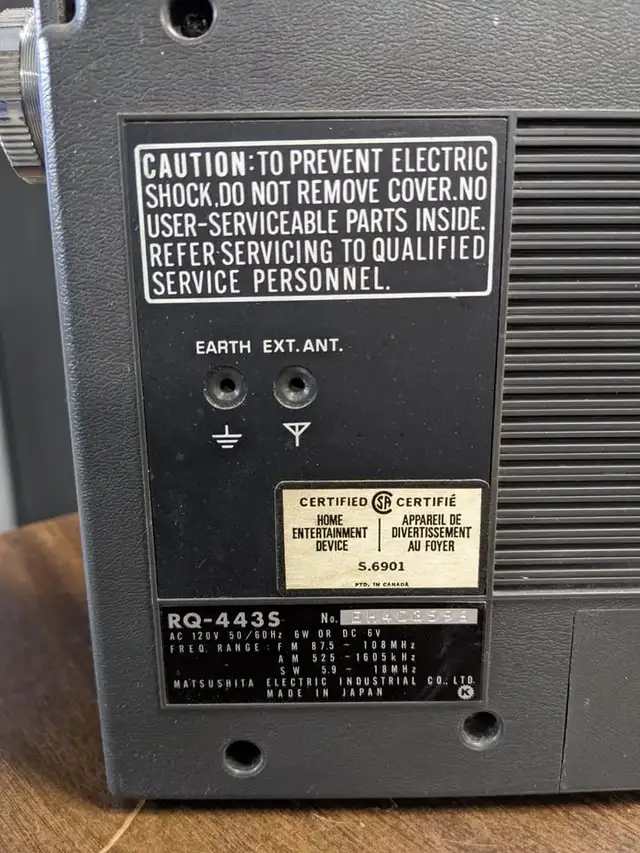 CAUTION: TO PREVENT ELECTRIC
SHOCK, DO NOT REMOVE COVER. NO
USER-SERVICEABLE PARTS INSIDE.
REFER SERVICING TO QUALIFIED
SERVICE PERSONNEL.
EARTH EXT. ANT.
CERTIFIED SA CERTIFIÉ
HOME ENTERTAINMENT DEVICE
APPAREIL DE DIVERTISSEMENT AU FOYER
S.6901
PTD. IN CANADA
RQ-443S No.
AC 120V 50/60Hz 6W OR DC 6V
FREQ. RANGE: FM 87.5 - 108MHz
AM 525 - 1605kHz
SW 5.9 - 18MHz
MATSUSHITA ELECTRIC INDUSTRIAL CO., LTD.
MADE IN JAPAN K